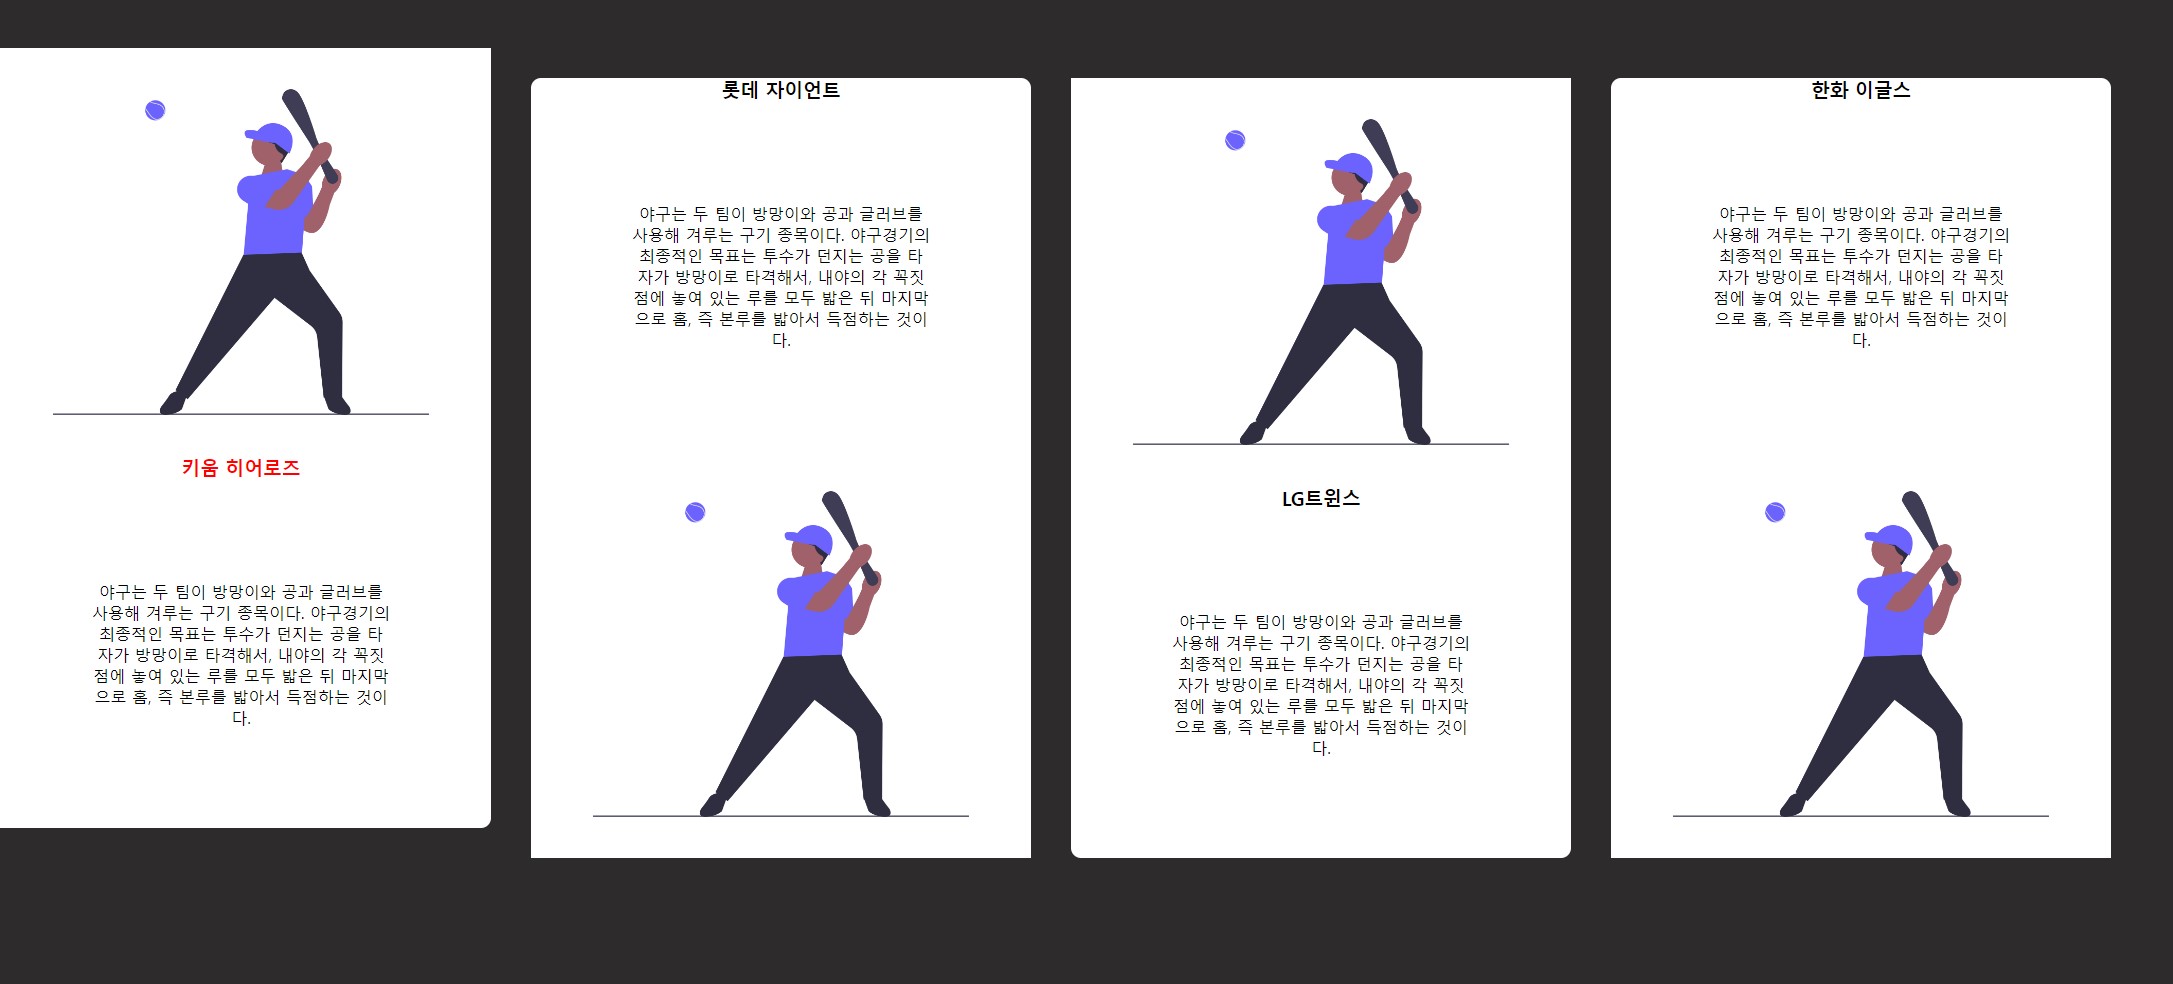 키움 히어로즈
야구는 두 팀이 방망이와 공과 글러브를
사용해 겨루는 구기 종목이다. 야구경기의
최종적인 목표는 투수가 던지는 공을 타
자가 방망이로 타격해서, 내야의 각 꼭짓
점에 놓여 있는 루를 모두 밟은 뒤 마지막
으로 홈, 즉 본루를 밟아서 득점하는 것이
다.
롯데 자이언트
야구는 두 팀이 방망이와 공과 글러브를
사용해 겨루는 구기 종목이다. 야구경기의
최종적인 목표는 투수가 던지는 공을 타
자가 방망이로 타격해서, 내야의 각 꼭짓
점에 놓여 있는 루를 모두 밟은 뒤 마지막
으로 홈, 즉 본루를 밟아서 득점하는 것이
다.
LG트윈스
야구는 두 팀이 방망이와 공과 글러브를
사용해 겨루는 구기 종목이다. 야구경기의
최종적인 목표는 투수가 던지는 공을 타
자가 방망이로 타격해서, 내야의 각 꼭짓
점에 놓여 있는 루를 모두 밟은 뒤 마지막
으로 홈, 즉 본루를 밟아서 득점하는 것이
다.
한화 이글스
야구는 두 팀이 방망이와 공과 글러브를
사용해 겨루는 구기 종목이다. 야구경기의
최종적인 목표는 투수가 던지는 공을 타
자가 방망이로 타격해서, 내야의 각 꼭짓
점에 놓여 있는 루를 모두 밟은 뒤 마지막
으로 홈, 즉 본루를 밟아서 득점하는 것이
다.